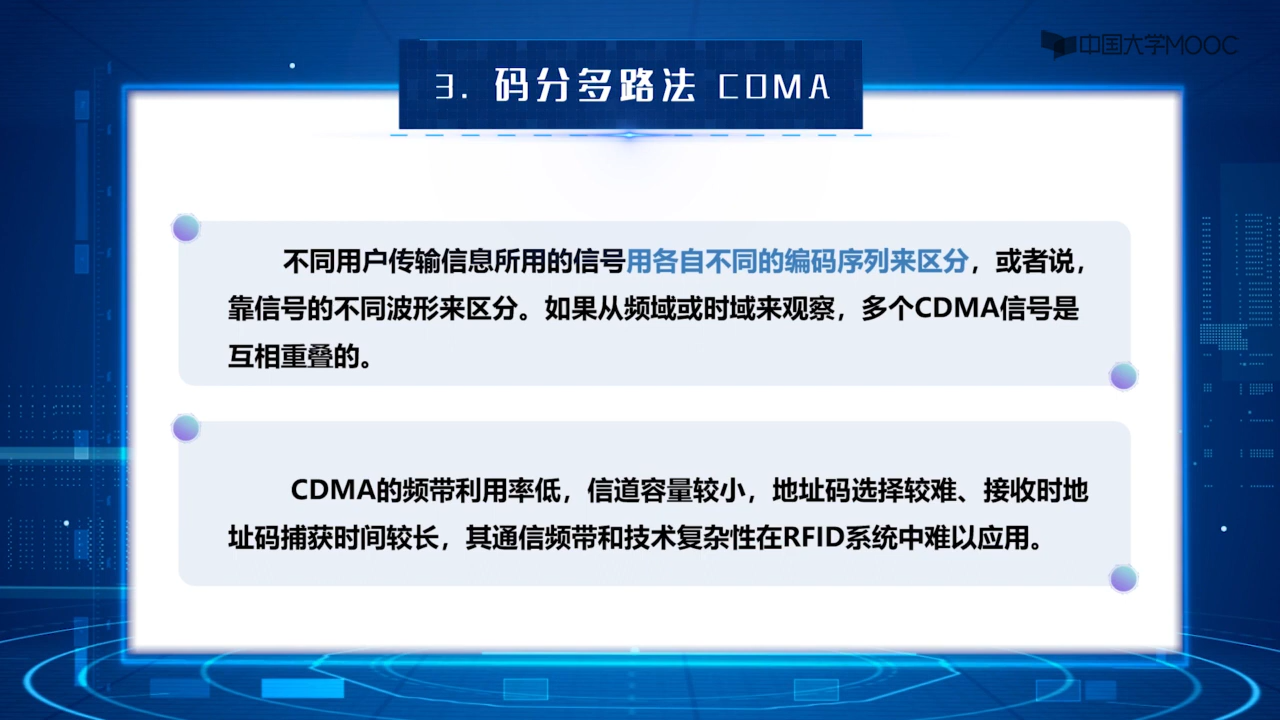 中国大学MOOC
3. 码分多路法 CDMA
不同用户传输信息所用的信号用各自不同的编码序列来区分，或者说，
靠信号的不同波形来区分。如果从频域或时域来观察，多个CDMA信号是
互相重叠的。
CDMA的频带利用率低，信道容量较小，地址码选择较难、接收时地
址码捕获时间较长，其通信频带和技术复杂性在RFID系统中难以应用。